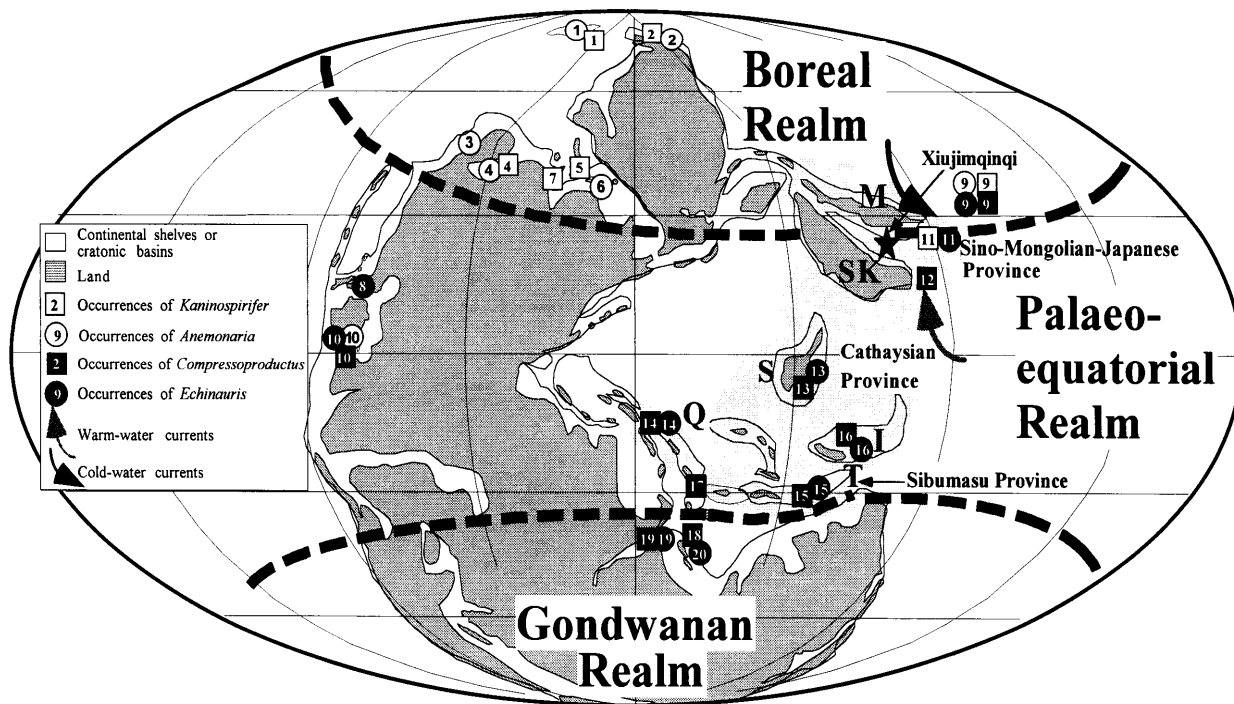 1
1
2
2
Boreal
Realm
Xiujimqinqi
3
4
4
7
5
6
M
9
9
9
9
11
11
Sino-Mongolian-Japanese
Province
SK
12
Continental shelves or
cratonic basins
Land
2 Occurrences of Kaninospirifer
9 Occurrences of Anemonaria
2 Occurrences of Compressoproductus
9 Occurrences of Echinauris
Warm-water currents
Cold-water currents
8
10
10
10
Palaeo-
equatorial
Realm
Cathaysian
Province
S
13
13
14
14
Q
16
16
I
17
15
15
T
Sibumasu Province
19
19
18
20
Gondwanan
Realm